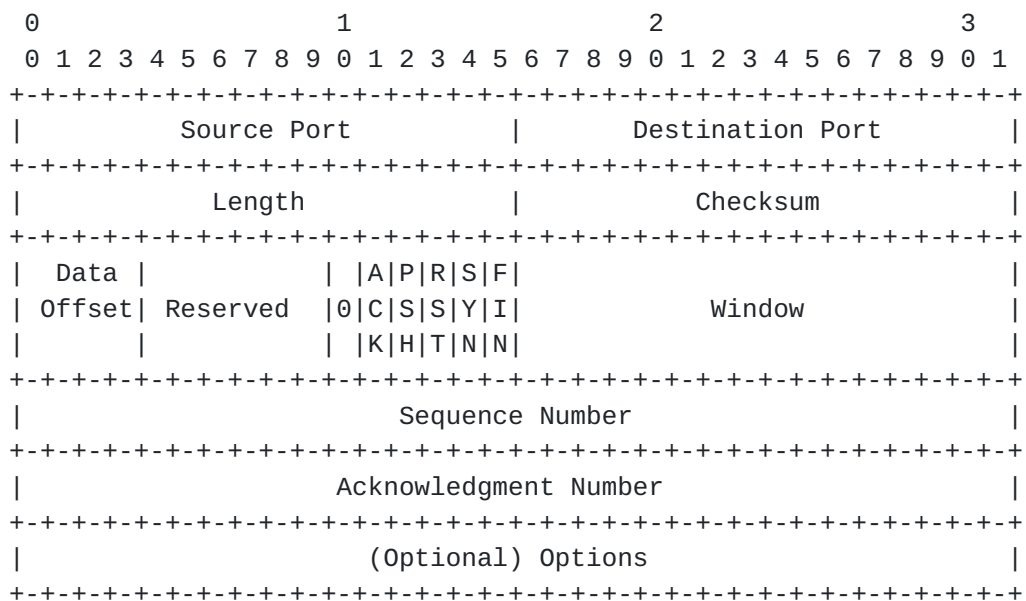 0                   1                   2                   3
 0 1 2 3 4 5 6 7 8 9 0 1 2 3 4 5 6 7 8 9 0 1 2 3 4 5 6 7 8 9 0 1
+-+-+-+-+-+-+-+-+-+-+-+-+-+-+-+-+-+-+-+-+-+-+-+-+-+-+-+-+-+-+-+-+
|          Source Port          |       Destination Port        |
+-+-+-+-+-+-+-+-+-+-+-+-+-+-+-+-+-+-+-+-+-+-+-+-+-+-+-+-+-+-+-+-+
|            Length             |           Checksum            |
+-+-+-+-+-+-+-+-+-+-+-+-+-+-+-+-+-+-+-+-+-+-+-+-+-+-+-+-+-+-+-+-+
|  Data |           | |A|P|R|S|F|                               |
| Offset| Reserved  |0|C|S|S|Y|I|            Window             |
|       |           | |K|H|T|N|N|                               |
+-+-+-+-+-+-+-+-+-+-+-+-+-+-+-+-+-+-+-+-+-+-+-+-+-+-+-+-+-+-+-+-+
|                        Sequence Number                        |
+-+-+-+-+-+-+-+-+-+-+-+-+-+-+-+-+-+-+-+-+-+-+-+-+-+-+-+-+-+-+-+-+
|                    Acknowledgment Number                      |
+-+-+-+-+-+-+-+-+-+-+-+-+-+-+-+-+-+-+-+-+-+-+-+-+-+-+-+-+-+-+-+-+
|                      (Optional) Options                       |
+-+-+-+-+-+-+-+-+-+-+-+-+-+-+-+-+-+-+-+-+-+-+-+-+-+-+-+-+-+-+-+-+